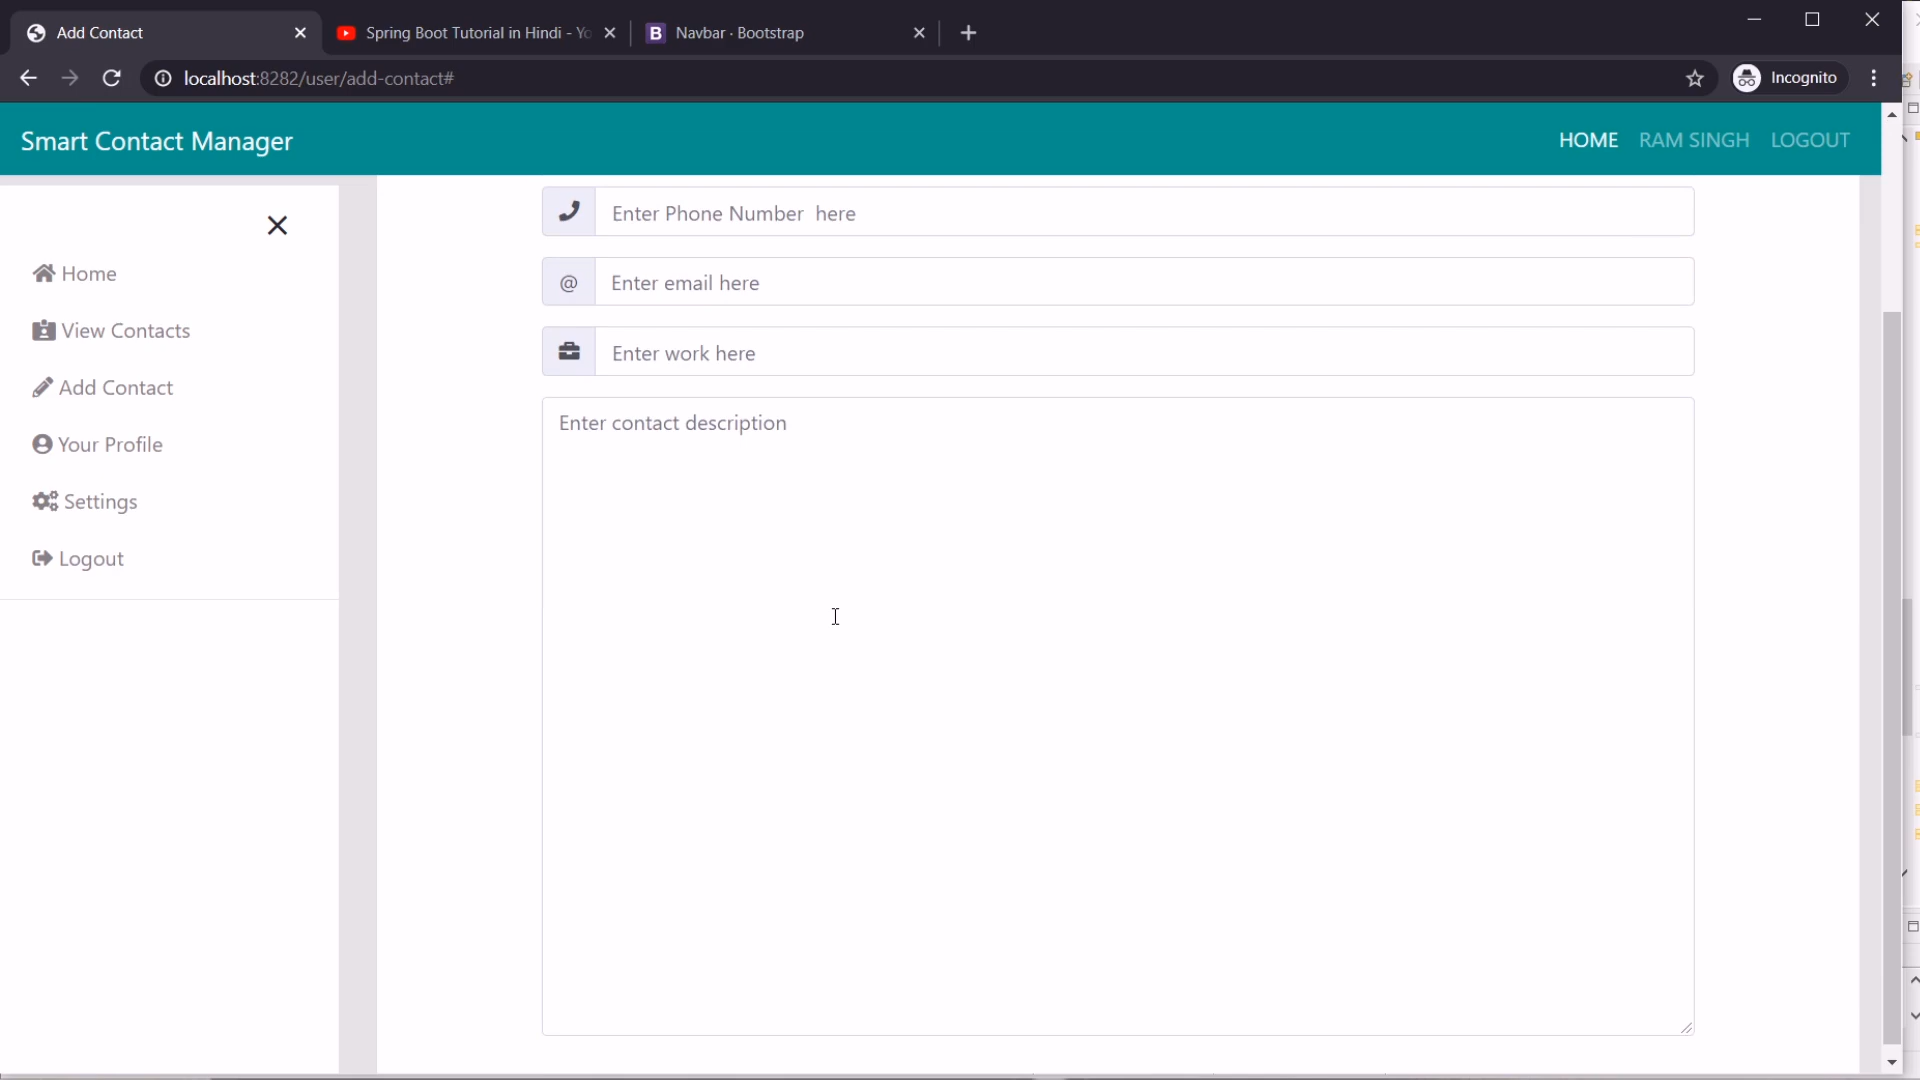 Add Contact
Spring Boot Tutorial in Hindi - Yo
Navbar · Bootstrap
localhost:8282/user/add-contact#
Incognito
Smart Contact Manager
HOME RAM SINGH LOGOUT
Home
View Contacts
Add Contact
Your Profile
Settings
Logout
Enter Phone Number  here
@ Enter email here
Enter work here
Enter contact description